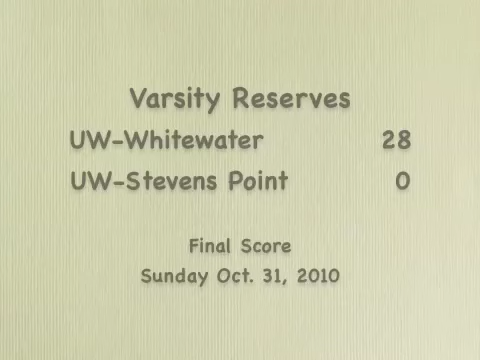 Varsity Reserves
UW-Whitewater 28
UW-Stevens Point 0
Final Score
Sunday Oct. 31, 2010